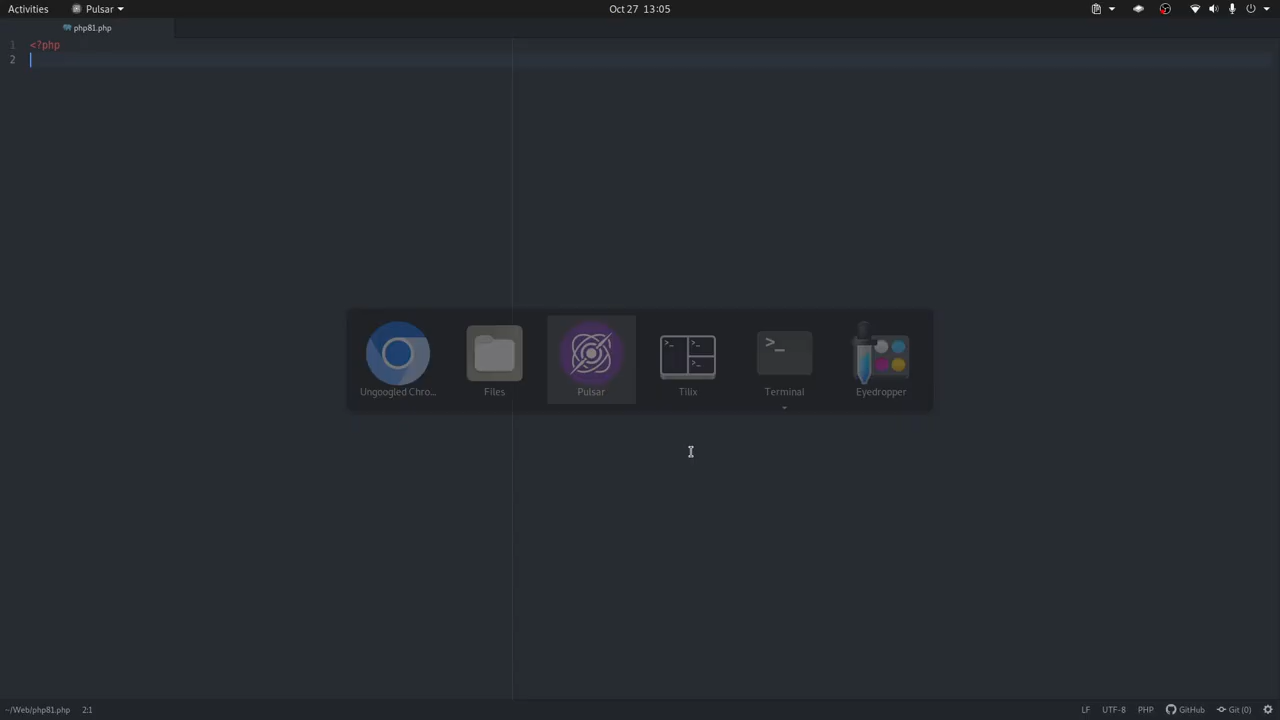 Activities Pulsar Oct 27 13:05
php81.php
1 <?php
2
>_ >_ >_ >_
Ungoogled Chro... Files Pulsar Tilix Terminal Eyedropper
~/Web/php81.php 2:1 LF UTF-8 PHP GitHub Git (0)